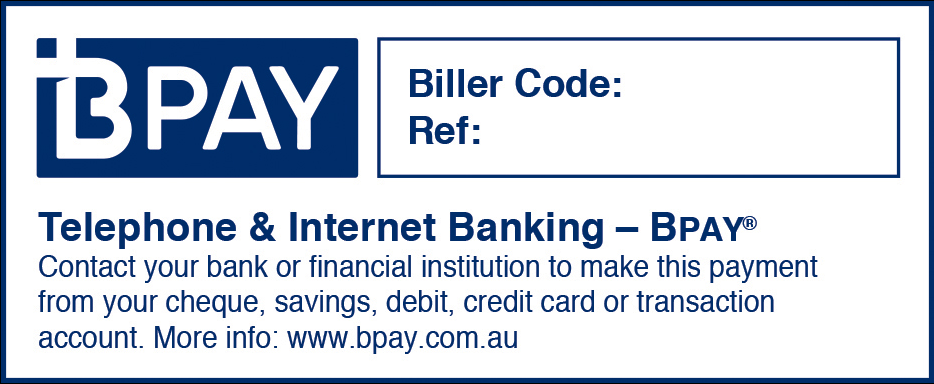 BPAY
Biller Code:
Ref:
Telephone & Internet Banking – BPAY®
Contact your bank or financial institution to make this payment
from your cheque, savings, debit, credit card or transaction
account. More info: www.bpay.com.au